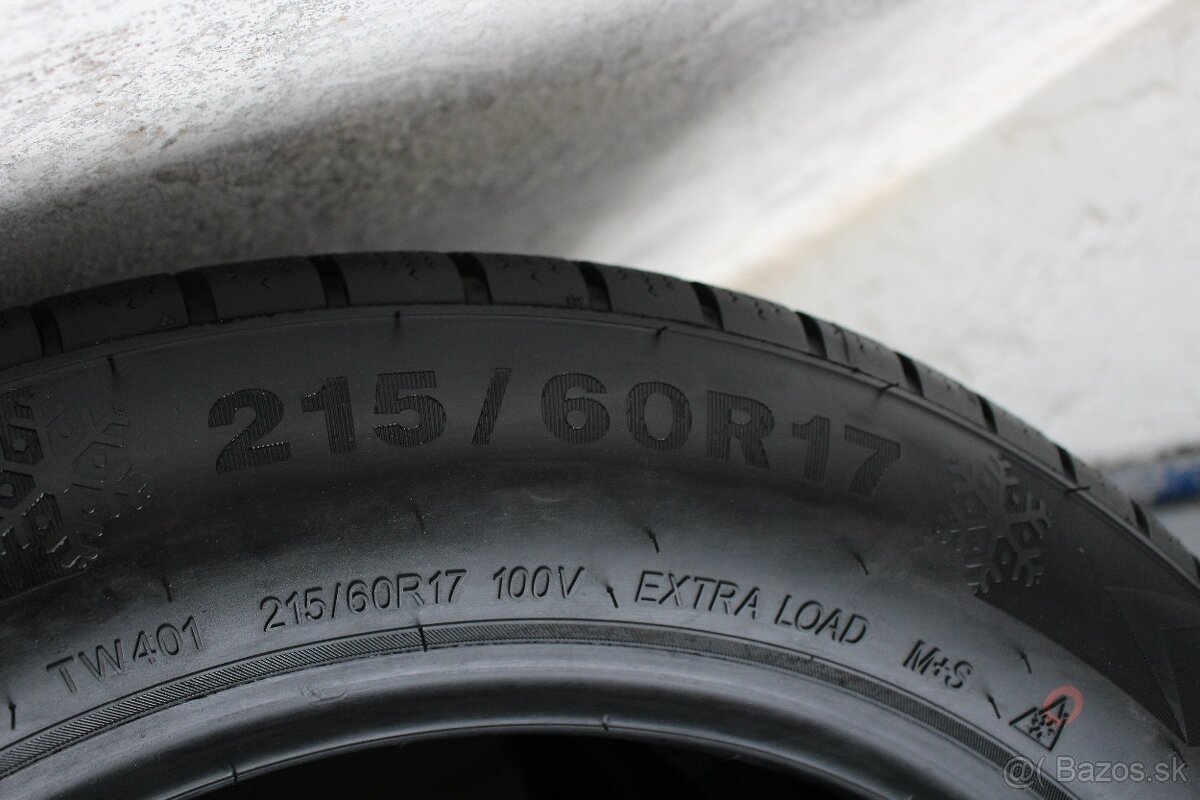 215/60R17
TW401 215/60R17 100V EXTRA LOAD M+S
@( Bazos.sk